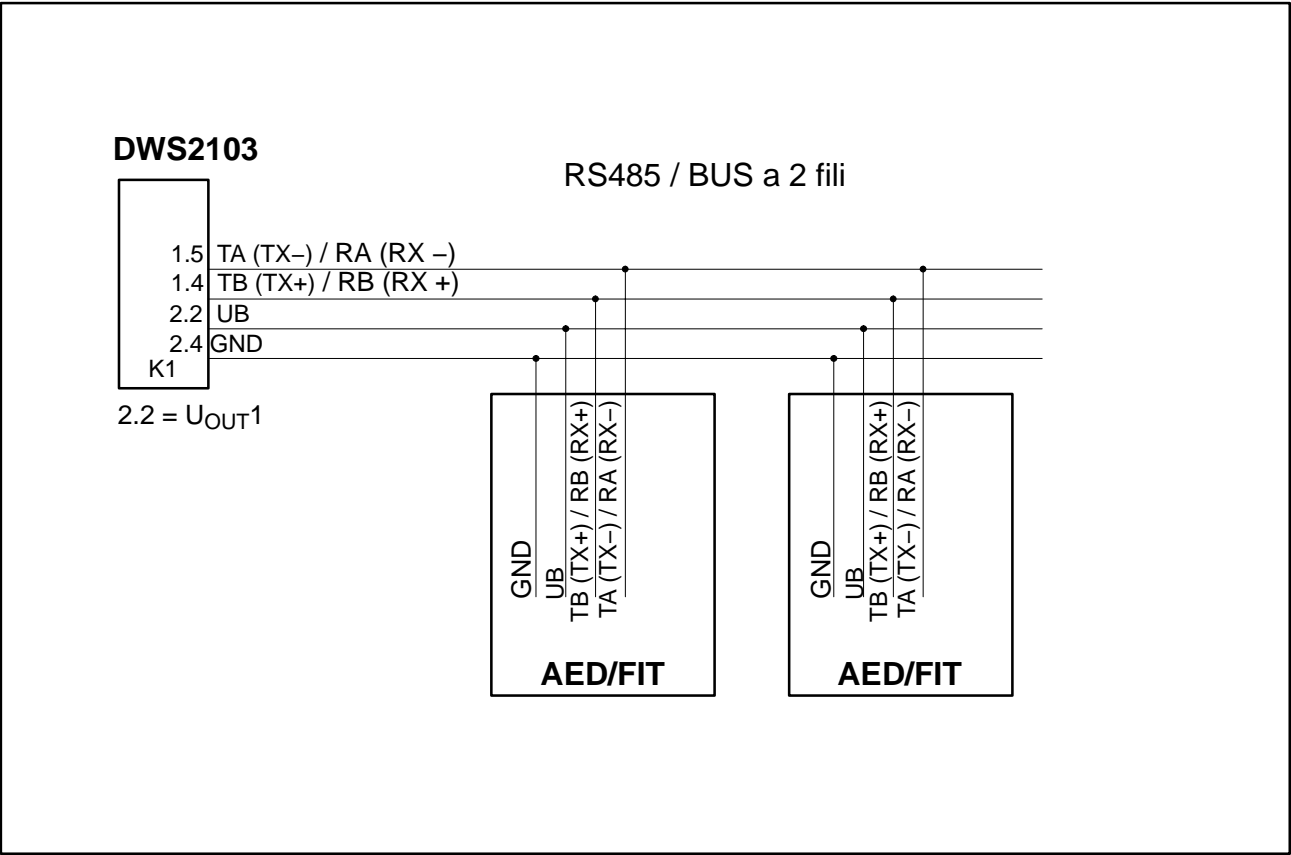 DWS2103
RS485 / BUS a 2 fili
1.5 TA (TX−) / RA (RX −)
1.4 TB (TX+) / RB (RX +)
2.2 UB
2.4 GND
K1
2.2 = UOUT1
GND
UB
TB (TX+) / RB (RX+)
TA (TX−) / RA (RX−)
AED/FIT
GND
UB
TB (TX+) / RB (RX+)
TA (TX−) / RA (RX−)
AED/FIT